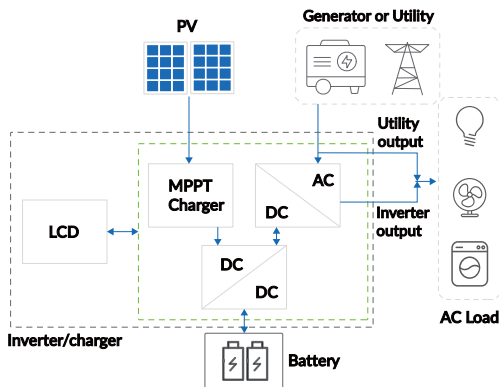 PV
Generator or Utility
Utility
output
AC
MPPT
Charger
DC
LCD
Inverter
output
DC
DC
AC Load
Inverter/charger
Battery